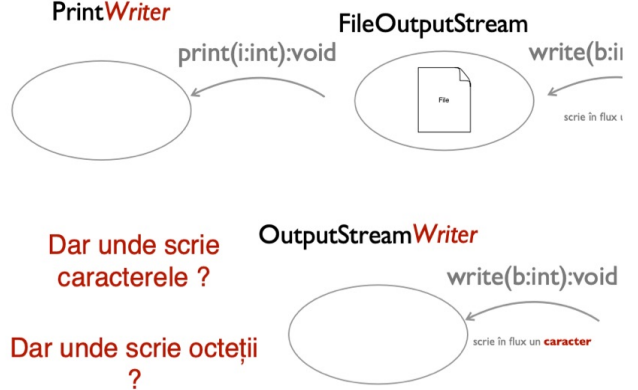 PrintWriter
FileOutputStream
print(i:int):void
File
scrie în flux
Dar unde scrie
caracterele ?
OutputStreamWriter
write(b:int):void
scrie în flux un caracter
Dar unde scrie octeții
?